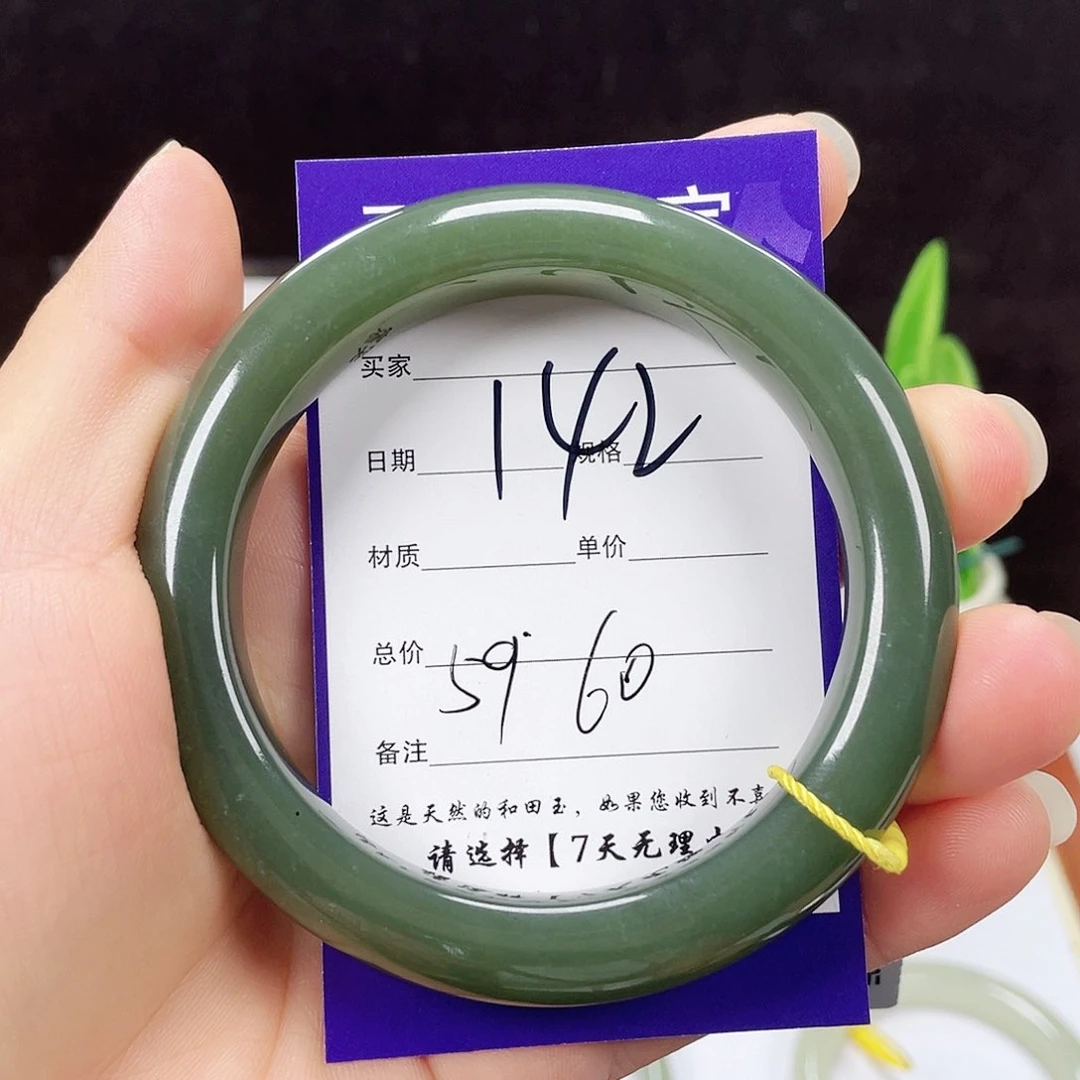 买家
142
日期 规格
材质 单价
总价
59. 60
备注
这是天然的和田玉，如果您收到不喜
请选择【7天无理